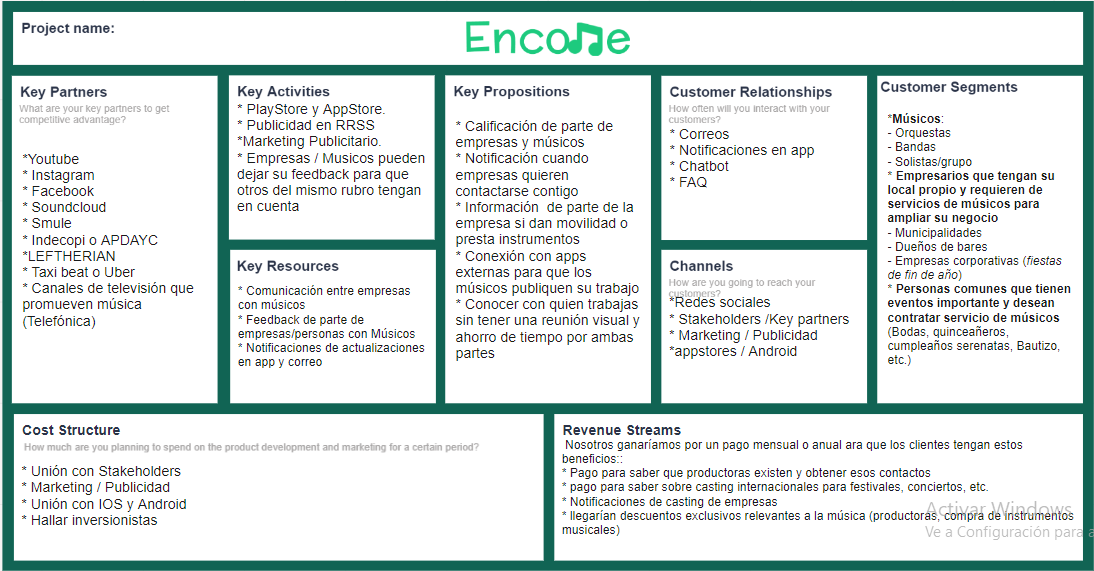 Project name:
Encore
Key Partners
What are your key partners to get
competitive advantage?
*Youtube
* Instagram
* Facebook
* Soundcloud
* Smule
* Indecopi o APDAYC
*LEFTHERIAN
* Taxi beat o Uber
* Canales de televisión que
promueven música
(Telefónica)
Key Activities
* PlayStore y AppStore.
* Publicidad en RRSS
*Marketing Publicitario.
* Empresas / Musicos pueden
dejar su feedback para que
otros del mismo rubro tengan
en cuenta
Key Resources
* Comunicación entre empresas
con músicos
* Feedback de parte de
empresas/personas con Músicos
* Notificaciones de actualizaciones
en app y correo
Key Propositions
* Calificación de parte de
empresas y músicos
* Notificación cuando
empresas quieren
contactarse contigo
* Información de parte de la
empresa si dan movilidad o
presta instrumentos
* Conexión con apps
externas para que los
músicos publiquen su trabajo
* Conocer con quien trabajas
sin tener una reunión visual y
ahorro de tiempo por ambas
partes
Customer Relationships
How often will you interact with your
customers?
* Correos
* Notificaciones en app
* Chatbot
* FAQ
Channels
How are you going to reach your
customers?
*Redes sociales
* Stakeholders /Key partners
* Marketing / Publicidad
*appstores / Android
Customer Segments
*Músicos:
- Orquestas
- Bandas
- Solistas/grupo
* Empresarios que tengan su
local propio y requieren de
servicios de músicos para
ampliar su negocio
- Municipalidades
- Dueños de bares
- Empresas corporativas (fiestas
de fin de año)
* Personas comunes que tienen
eventos importante y desean
contratar servicio de músicos
(Bodas, quinceañeros,
cumpleaños serenatas, Bautizo,
etc.)
Cost Structure
How much are you planning to spend on the product development and marketing for a certain period?
* Unión con Stakeholders
* Marketing / Publicidad
* Unión con IOS y Android
* Hallar inversionistas
Revenue Streams
Nosotros ganaríamos por un pago mensual o anual ara que los clientes tengan estos
beneficios::
* Pago para saber que productoras existen y obtener esos contactos
* pago para saber sobre casting internacionales para festivales, conciertos, etc.
* Notificaciones de casting de empresas
* llegarían descuentos exclusivos relevantes a la música (productoras, compra de instrumentos
musicales)
Activar Windows
Ve a Configuración para a